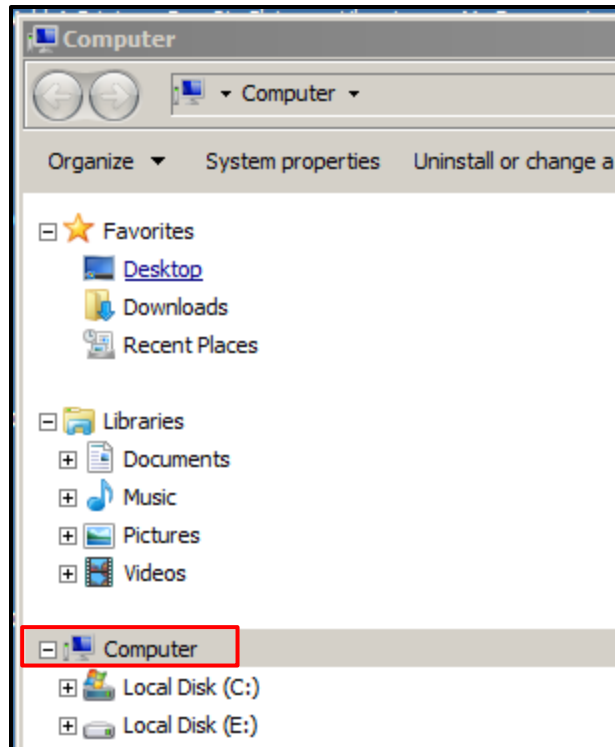 Computer
Computer
Organize System properties Uninstall or change a
Favorites
Desktop
Downloads
Recent Places
Libraries
Documents
Music
Pictures
Videos
Computer
Local Disk (C:)
Local Disk (E:)